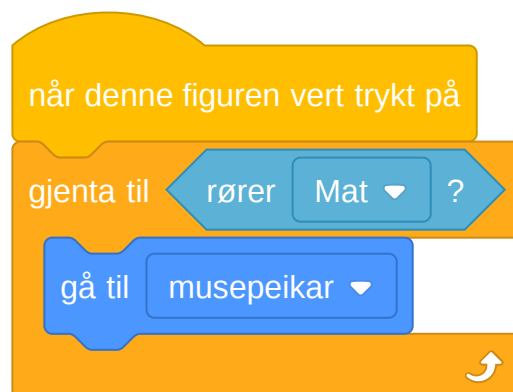 når denne figuren vert trykt på
gjenta til rører Mat ?
gå til musepeikar